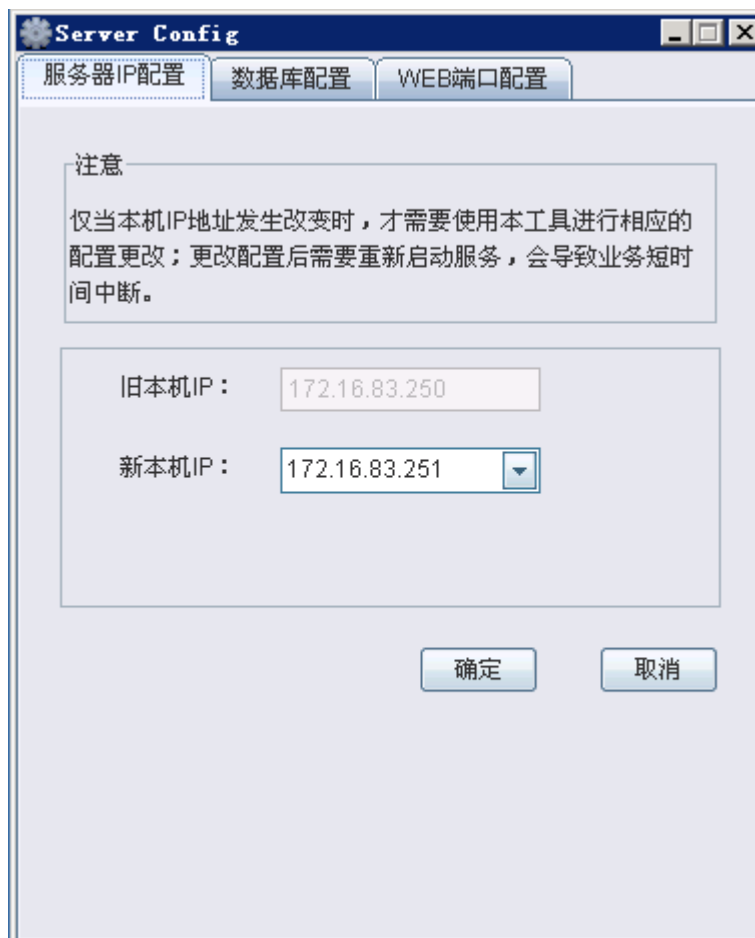 Server Config
服务器IP配置
数据库配置
WEB端口配置
注意
仅当本机IP地址发生改变时，才需要使用本工具进行相应的
配置更改；更改配置后需要重新启动服务，会导致业务短时
间中断。
旧本机IP：
172.16.83.250
新本机IP：
172.16.83.251
确定
取消